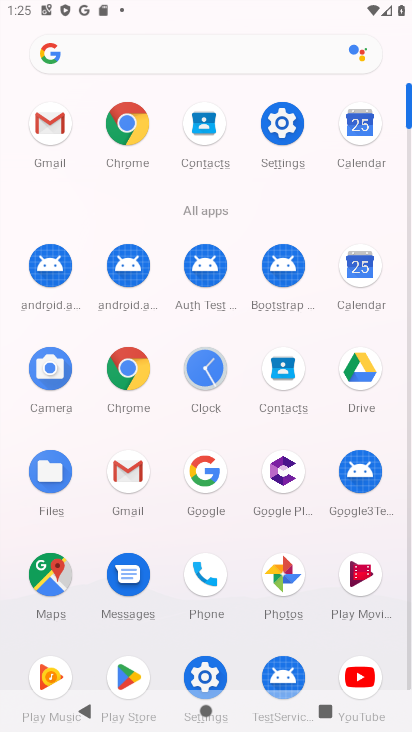 1:25
Gmail Chrome Contacts Settings Calendar
All apps
android.a... android.a... Auth Test ... Bootstrap ... Calendar
Camera Chrome Clock Contacts Drive
Files Gmail Google Google Pl... Google3Te...
Maps Messages Phone Photos Play Movi...
Play Music Play Store Settings TestServic... YouTube